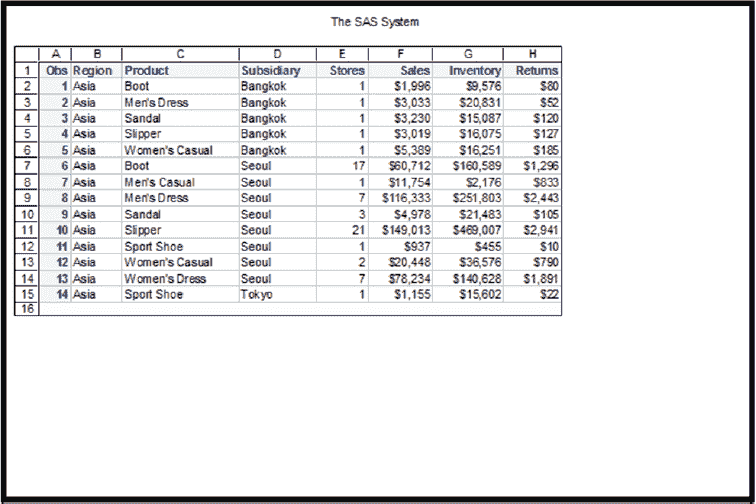 The SAS System
A B C D E F G H
1 Obs Region Product Subsidiary Stores Sales Inventory Returns
2 1 Asia Boot Bangkok 1 $1,996 $9,576 $80
3 2 Asia Men's Dress Bangkok 1 $3,033 $20,831 $52
4 3 Asia Sandal Bangkok 1 $3,230 $15,087 $120
5 4 Asia Slipper Bangkok 1 $3,019 $16,075 $127
6 5 Asia Women's Casual Bangkok 1 $5,389 $16,251 $185
7 6 Asia Boot Seoul 17 $60,712 $160,589 $1,296
8 7 Asia Men's Casual Seoul 1 $11,754 $2,176 $833
9 8 Asia Men's Dress Seoul 7 $116,333 $251,803 $2,443
10 9 Asia Sandal Seoul 3 $4,978 $21,483 $105
11 10 Asia Slipper Seoul 21 $149,013 $469,007 $2,941
12 11 Asia Sport Shoe Seoul 1 $937 $455 $10
13 12 Asia Women's Casual Seoul 2 $20,448 $36,576 $790
14 13 Asia Women's Dress Seoul 7 $78,234 $140,628 $1,891
15 14 Asia Sport Shoe Tokyo 1 $1,155 $15,602 $22
16